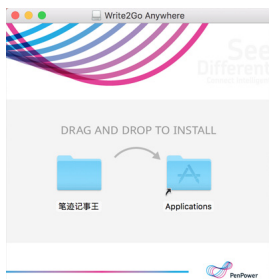 Write2Go Anywhere
See
Different
DRAG AND DROP TO INSTALL
笔迹记事王
Applications
PenPower